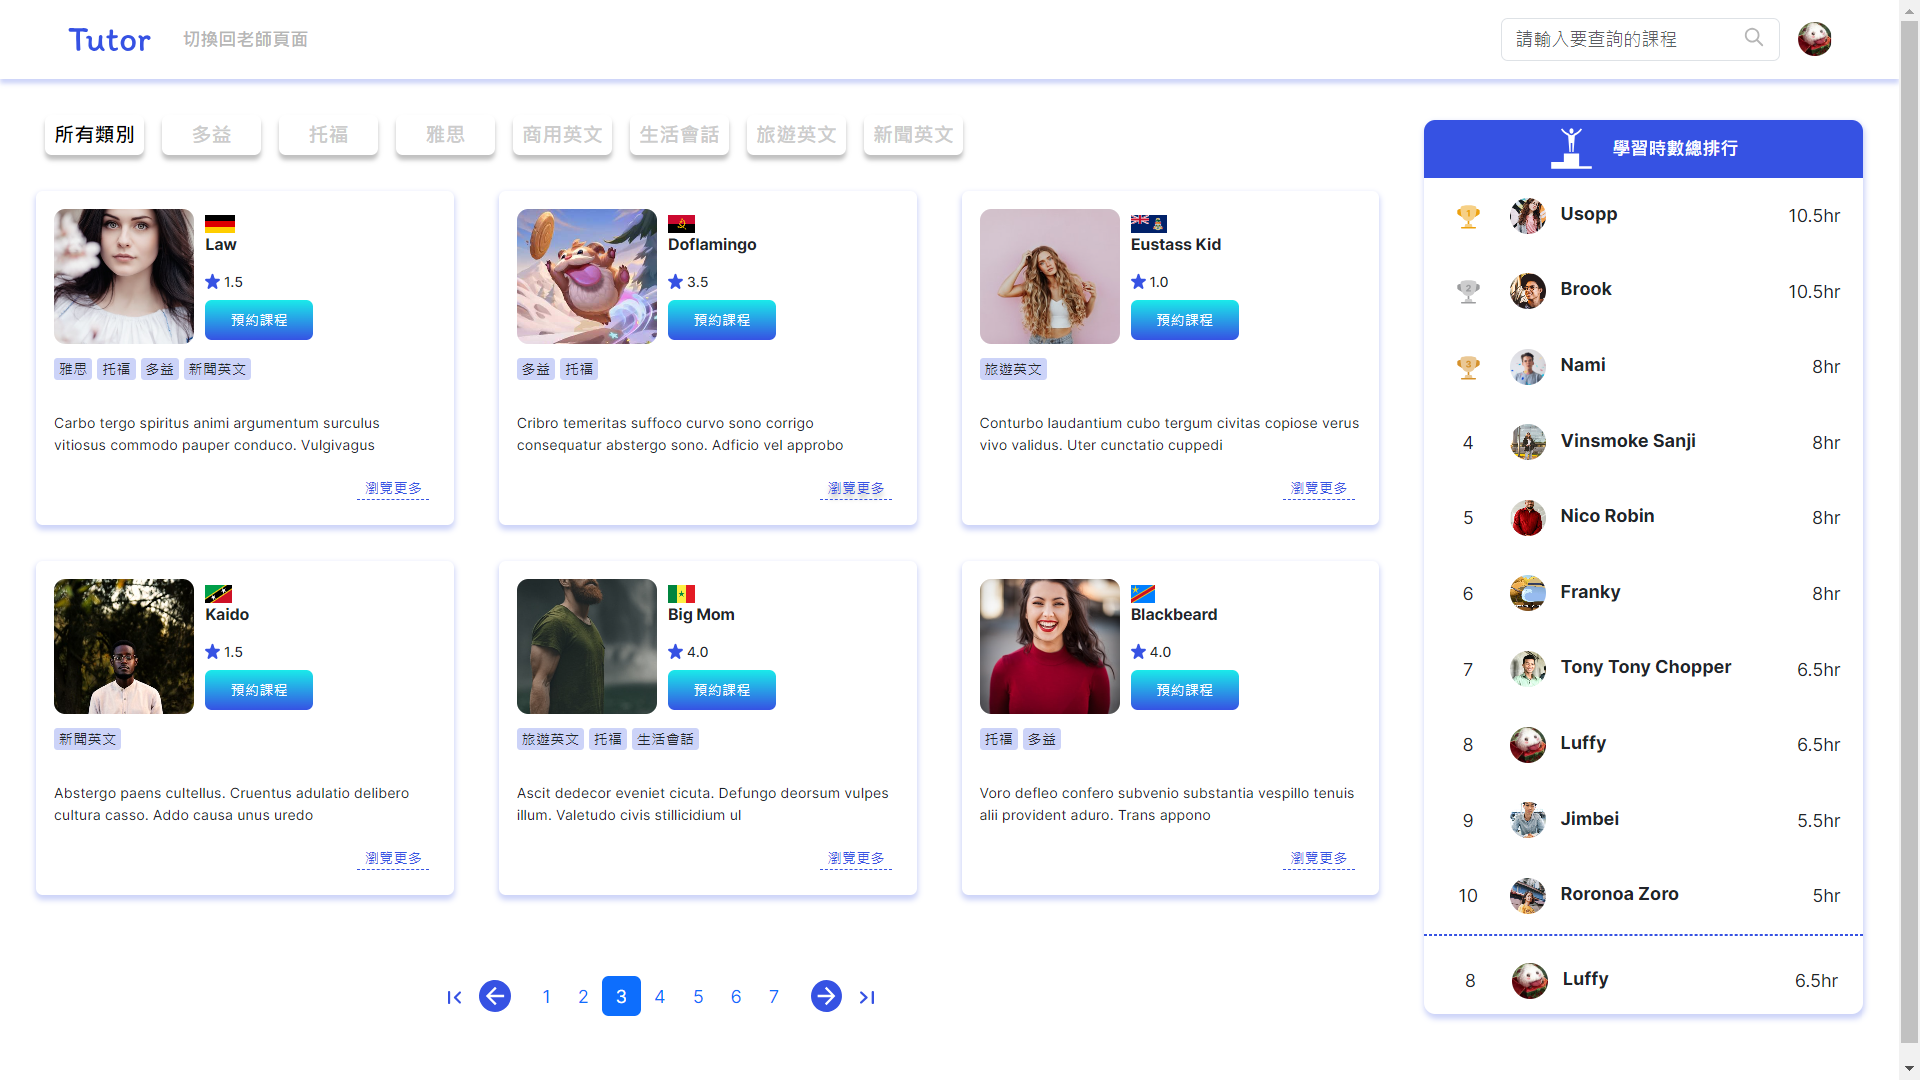 Tutor 切換回老師頁面 請輸入要查詢的課程
所有類別 多益 托福 雅思 商用英文 生活會話 旅遊英文 新聞英文
Law
1.5
預約課程
雅思 托福 多益 新聞英文
Carbo tergo spiritus animi argumentum surculus
vitiosus commodo pauper conduco. Vulgivagus
瀏覽更多
Doflamingo
3.5
預約課程
多益 托福
Cribro temeritas suffoco curvo sono corrigo
consequatur abstergo sono. Adficio vel approbo
瀏覽更多
Eustass Kid
1.0
預約課程
旅遊英文
Conturbo laudantium cubo tergum civitas copiose verus
vivo validus. Uter cunctatio cuppedi
瀏覽更多
Kaido
1.5
預約課程
新聞英文
Abstergo paens cultellus. Cruentus adulatio delibero
cultura casso. Addo causa unus uredo
瀏覽更多
Big Mom
4.0
預約課程
旅遊英文 托福 生活會話
Ascit dedecor eveniet cicuta. Defungo deorsum vulpes
illum. Valetudo civis stillicidium ul
瀏覽更多
Blackbeard
4.0
預約課程
托福 多益
Voro defleo confero subvenio substantia vespillo tenuis
alii provident aduro. Trans appono
瀏覽更多
1 2 3 4 5 6 7
學習時數總排行
1 Usopp 10.5hr
2 Brook 10.5hr
3 Nami 8hr
4 Vinsmoke Sanji 8hr
5 Nico Robin 8hr
6 Franky 8hr
7 Tony Tony Chopper 6.5hr
8 Luffy 6.5hr
9 Jimbei 5.5hr
10 Roronoa Zoro 5hr
8 Luffy 6.5hr